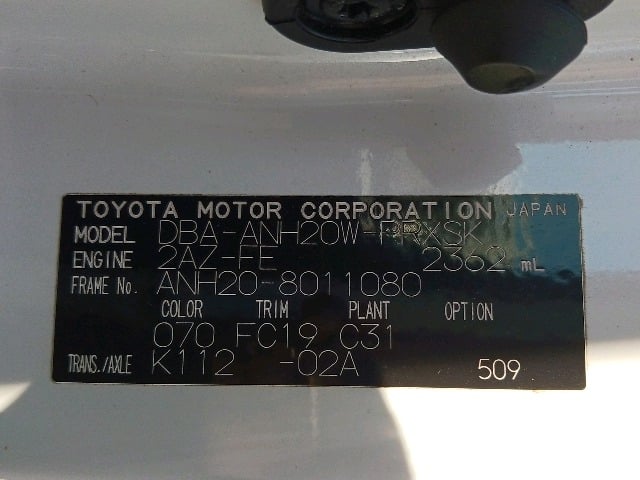 TOYOTA MOTOR CORPORATION JAPAN
MODEL DBA-ANH20W-PRXSK
ENGINE 2AZ-FE 2362 mL
FRAME No. ANH20-8011080
COLOR TRIM PLANT OPTION
070 FC19 C31
TRANS./AXLE K112 -02A 509